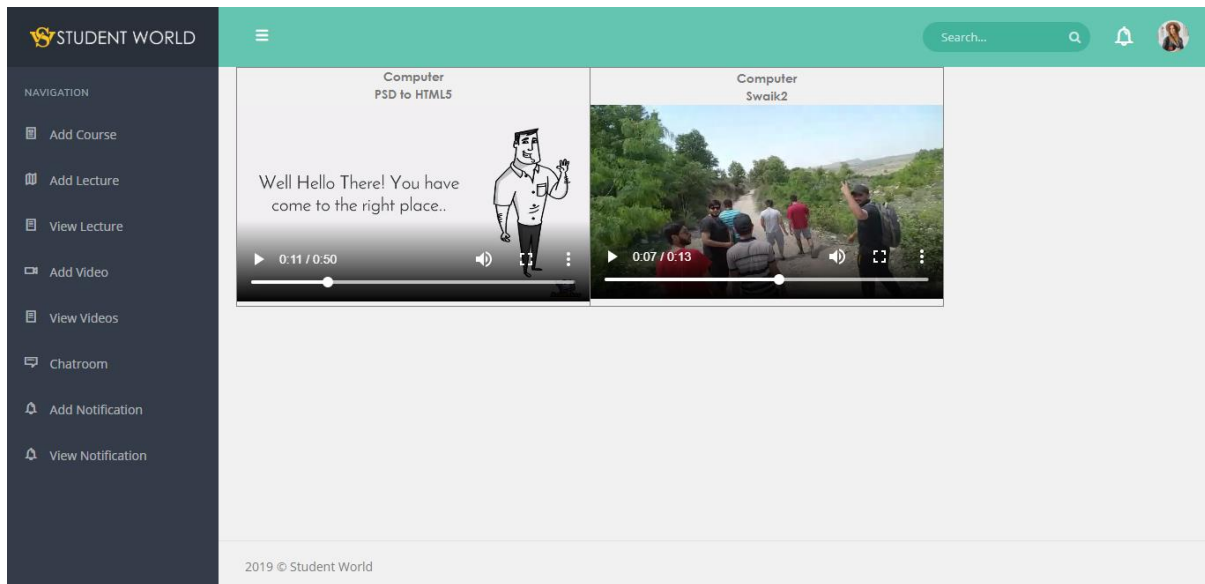 STUDENT WORLD
Search...
NAVIGATION
Add Course
Add Lecture
View Lecture
Add Video
View Videos
Chatroom
Add Notification
View Notification
Computer
PSD to HTML5
Well Hello There! You have
come to the right place..
0:11 / 0:50
Computer
Swaik2
0:07 / 0:13
2019 © Student World